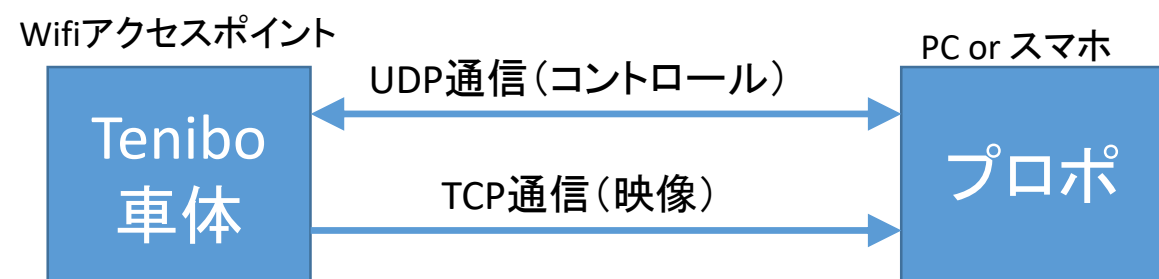 Wifiアクセスポイント
PC or スマホ
UDP通信（コントロール）
Tenibo
車体
プロポ
TCP通信（映像）